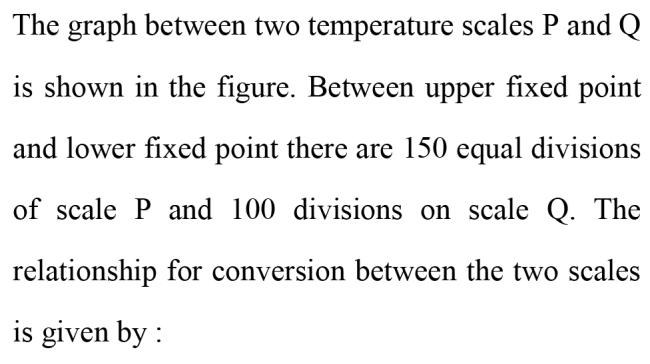 The graph between two temperature scales P and Q
is shown in the figure. Between upper fixed point
and lower fixed point there are 150 equal divisions
of scale P and 100 divisions on scale Q. The
relationship for conversion between the two scales
is given by :